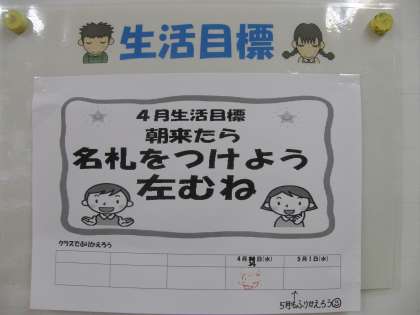 生活目標
4月生活目標
朝来たら
名札をつけよう
左むね
クラスでふりかえろう
4月 日(水) 5月1日(水)
5月もふりかえろう